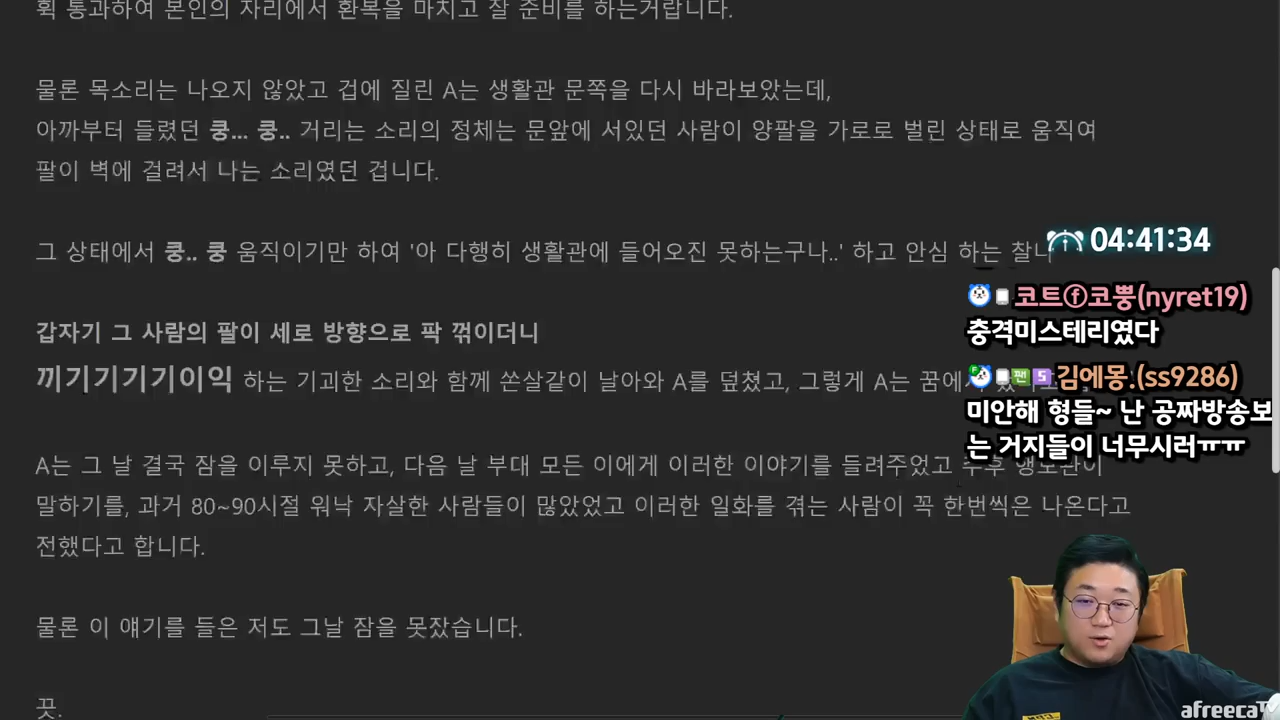 획 통과하여 본인의 자리에서 환복을 마치고 잘 준비를 하는거랍니다.
물론 목소리는 나오지 않았고 겁에 질린 A는 생활관 문쪽을 다시 바라보았는데,
아까부터 들렸던 쿵... 쿵.. 거리는 소리의 정체는 문앞에 서있던 사람이 양팔을 가로로 벌린 상태로 움직여
팔이 벽에 걸려서 나는 소리였던 겁니다.
그 상태에서 쿵.. 쿵 움직이기만 하여 '아 다행히 생활관에 들어오진 못하는구나..' 하고 안심 하는 찰나
갑자기 그 사람의 팔이 세로 방향으로 팍 꺾이더니
끼기기기기이익 하는 기괴한 소리와 함께 쏜살같이 날아와 A를 덮쳤고, 그렇게 A는 꿈에서
A는 그 날 결국 잠을 이루지 못하고, 다음 날 부대 모든 이에게 이러한 이야기를 들려주었고 추후 행보관이
말하기를, 과거 80~90시절 워낙 자살한 사람들이 많았었고 이러한 일화를 겪는 사람이 꼭 한번씩은 나온다고
전했다고 합니다.
물론 이 얘기를 들은 저도 그날 잠을 못잤습니다.
끗.
04:41:34
코트ⓕ코뿡(nyret19)
충격미스테리였다
김에몽.(ss9286)
미안해 형들~ 난 공짜방송보
는 거지들이 너무시러ㅠㅠ
afreecaTV